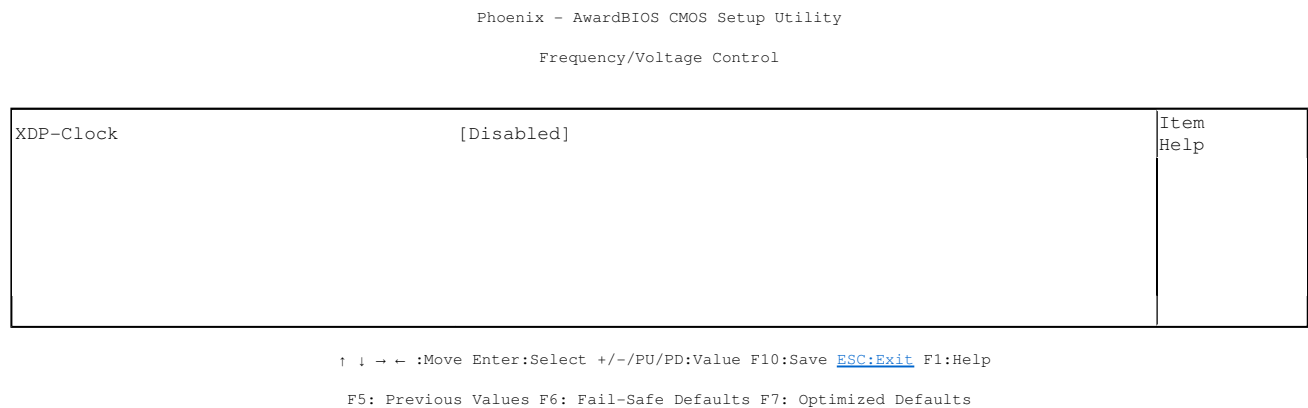 Phoenix - AwardBIOS CMOS Setup Utility
Frequency/Voltage Control
XDP-Clock [Disabled]
Item
Help
↑ ↓ → ← :Move Enter:Select +/-/PU/PD:Value F10:Save ESC:Exit F1:Help
F5: Previous Values F6: Fail-Safe Defaults F7: Optimized Defaults